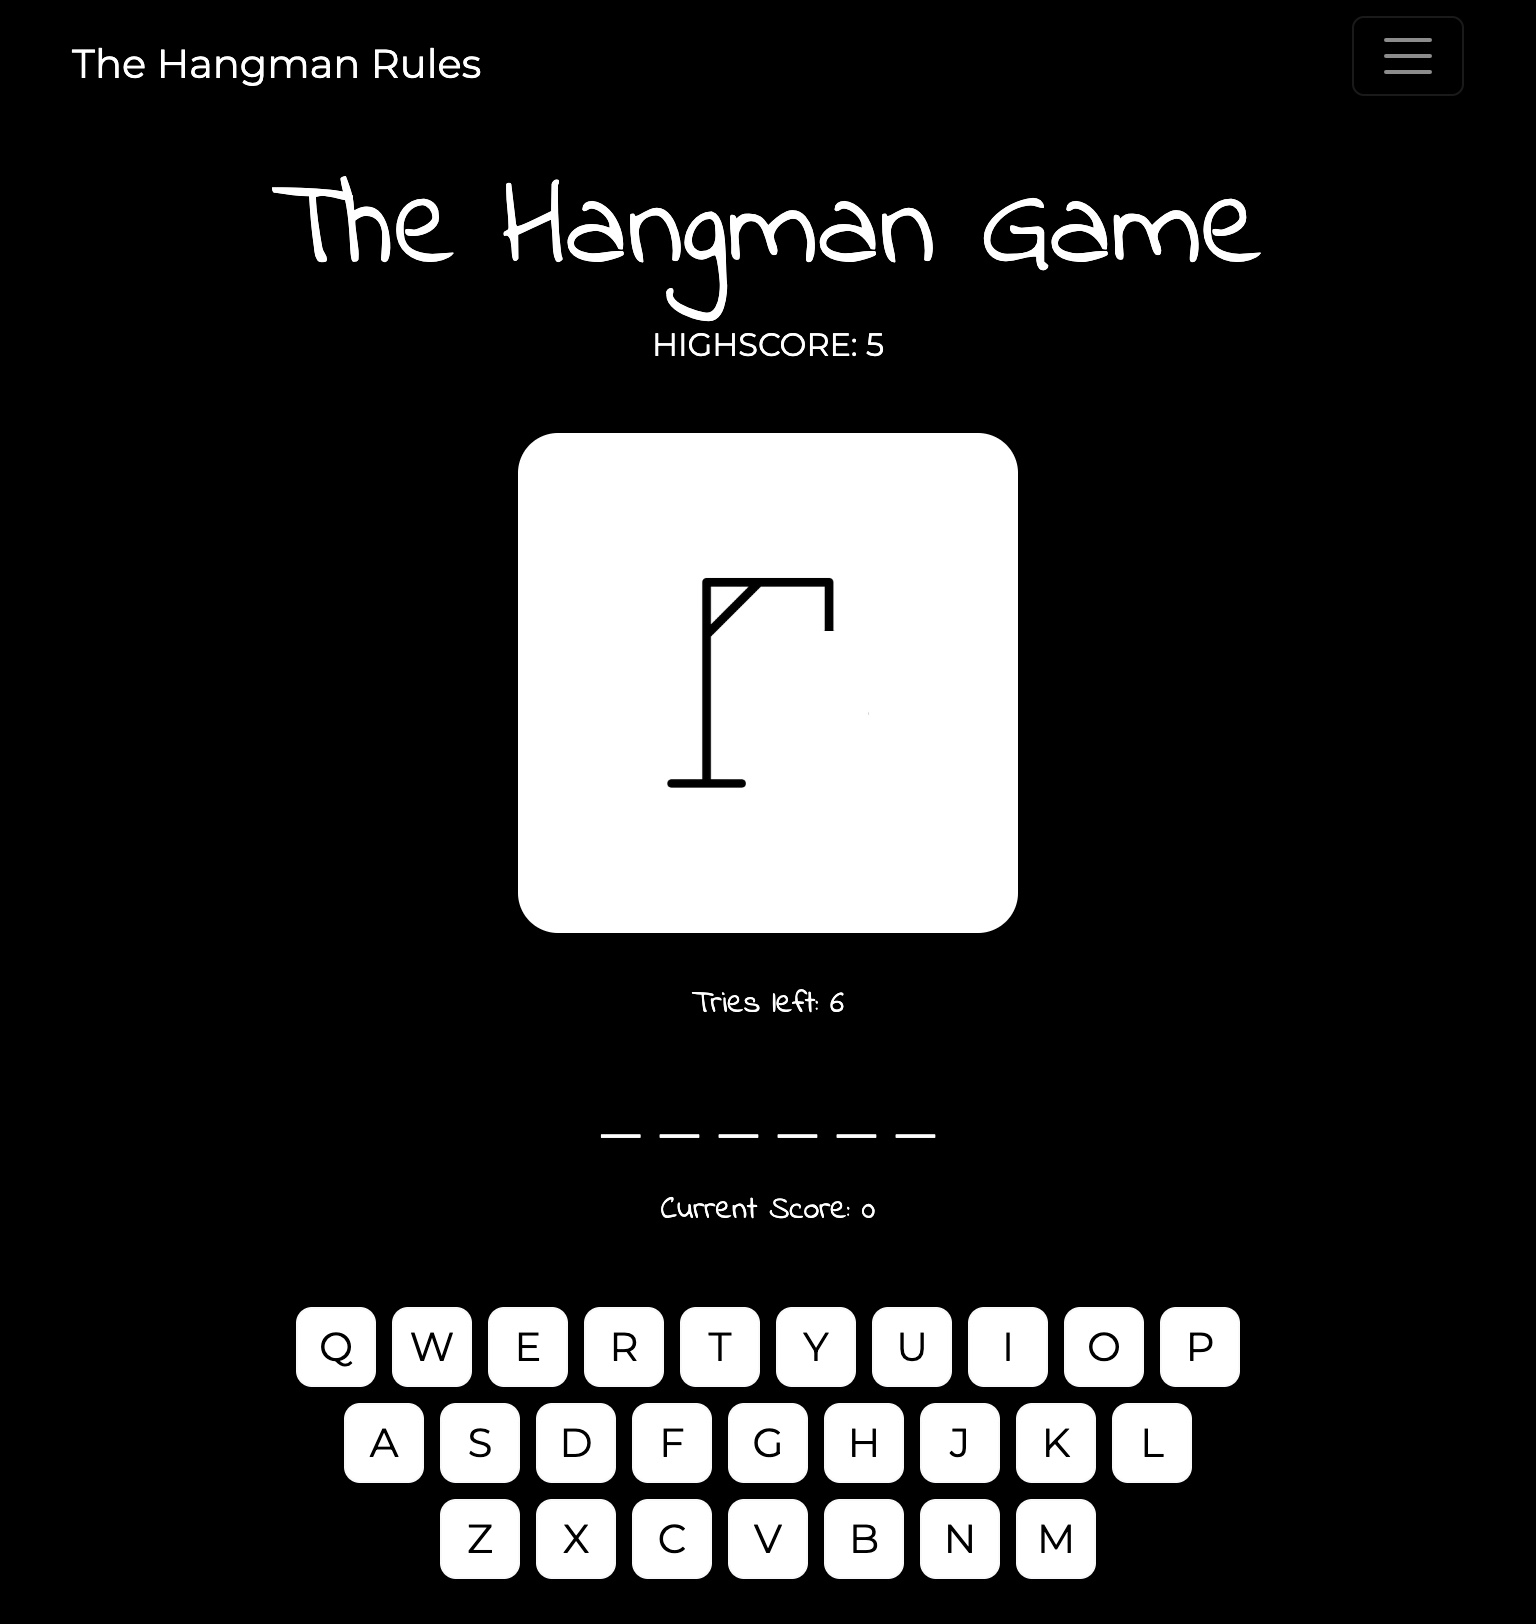 The Hangman Rules
The Hangman Game
HIGHSCORE: 5
Tries left: 6
_ _ _ _ _ _
Current Score: 0
Q W E R T Y U I O P
A S D F G H J K L
Z X C V B N M